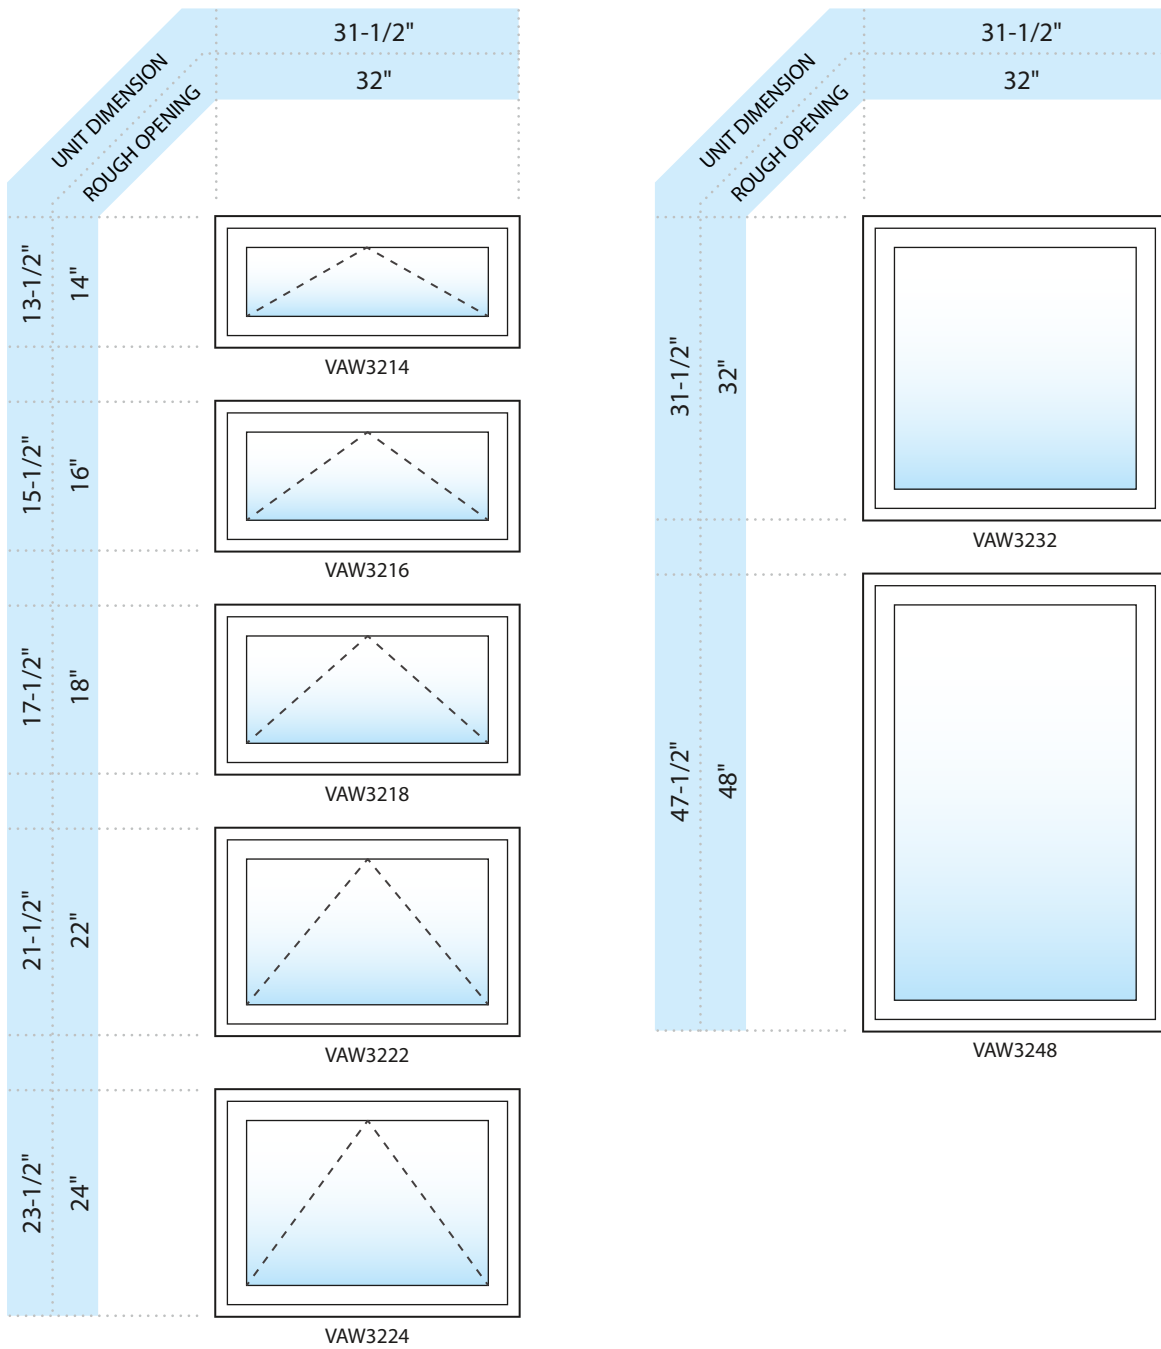 31-1/2"
32"
UNIT DIMENSION
ROUGH OPENING
13-1/2"
14"
VAW3214
15-1/2"
16"
VAW3216
17-1/2"
18"
VAW3218
21-1/2"
22"
VAW3222
23-1/2"
24"
VAW3224
31-1/2"
32"
UNIT DIMENSION
ROUGH OPENING
31-1/2"
32"
VAW3232
47-1/2"
48"
VAW3248